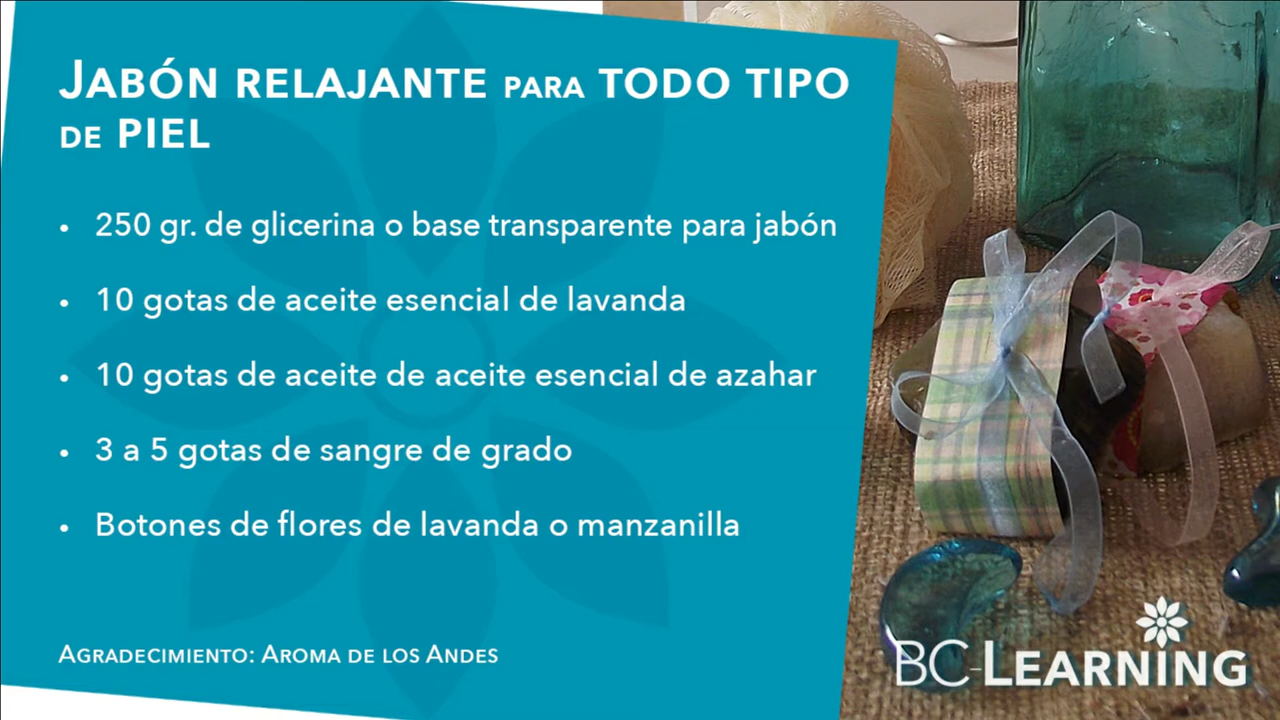 Jabón relajante para todo tipo
de piel
• 250 gr. de glicerina o base transparente para jabón
• 10 gotas de aceite esencial de lavanda
• 10 gotas de aceite de aceite esencial de azahar
• 3 a 5 gotas de sangre de grado
• Botones de flores de lavanda o manzanilla
Agradecimiento: Aroma de los Andes
BC-Learning